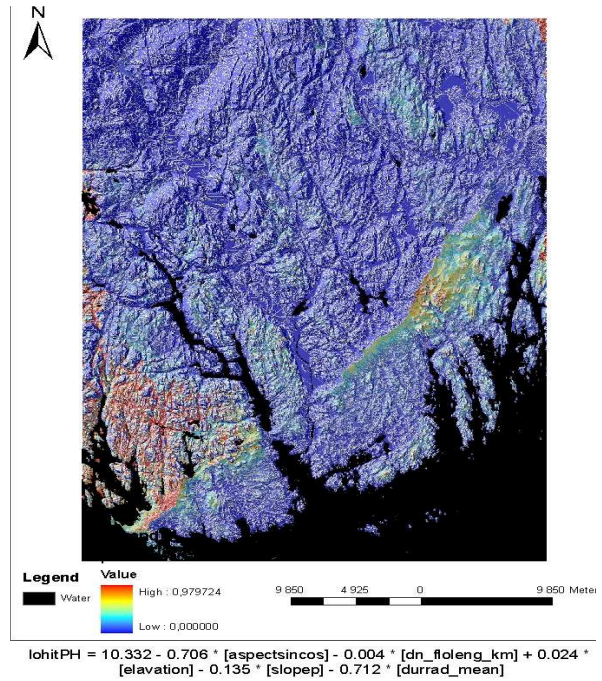 N
Legend
Water
Value
High : 0,979724
Low : 0,000000
9 850
4 925
0
9 850
Meter
lohitPH = 10.332 - 0.706 * [aspectsincos] - 0.004 * [dn_floleng_km] + 0.024 *
[elavation] - 0.135 * [slopep] - 0.712 * [durrad_mean]